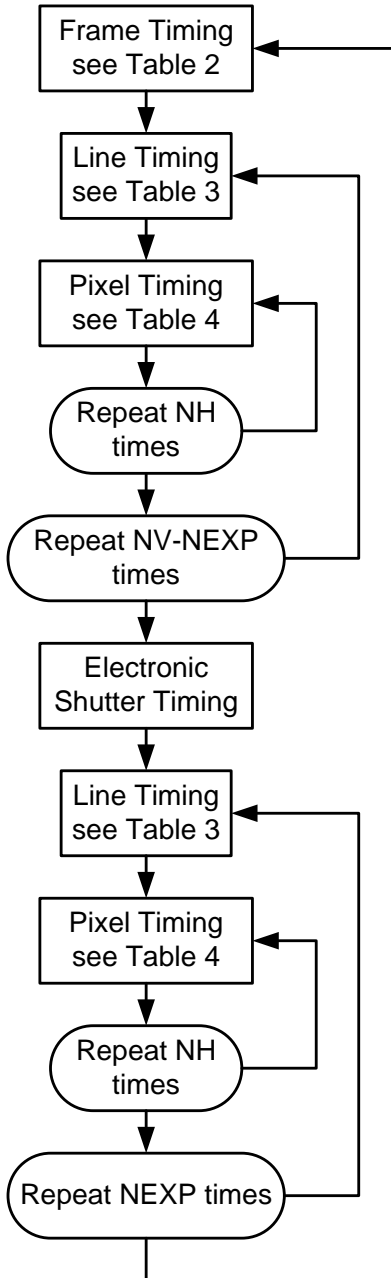 Frame Timing
see Table 2
Line Timing
see Table 3
Pixel Timing
see Table 4
Repeat NH
times
Repeat NV-NEXP
times
Electronic
Shutter Timing
Line Timing
see Table 3
Pixel Timing
see Table 4
Repeat NH
times
Repeat NEXP times